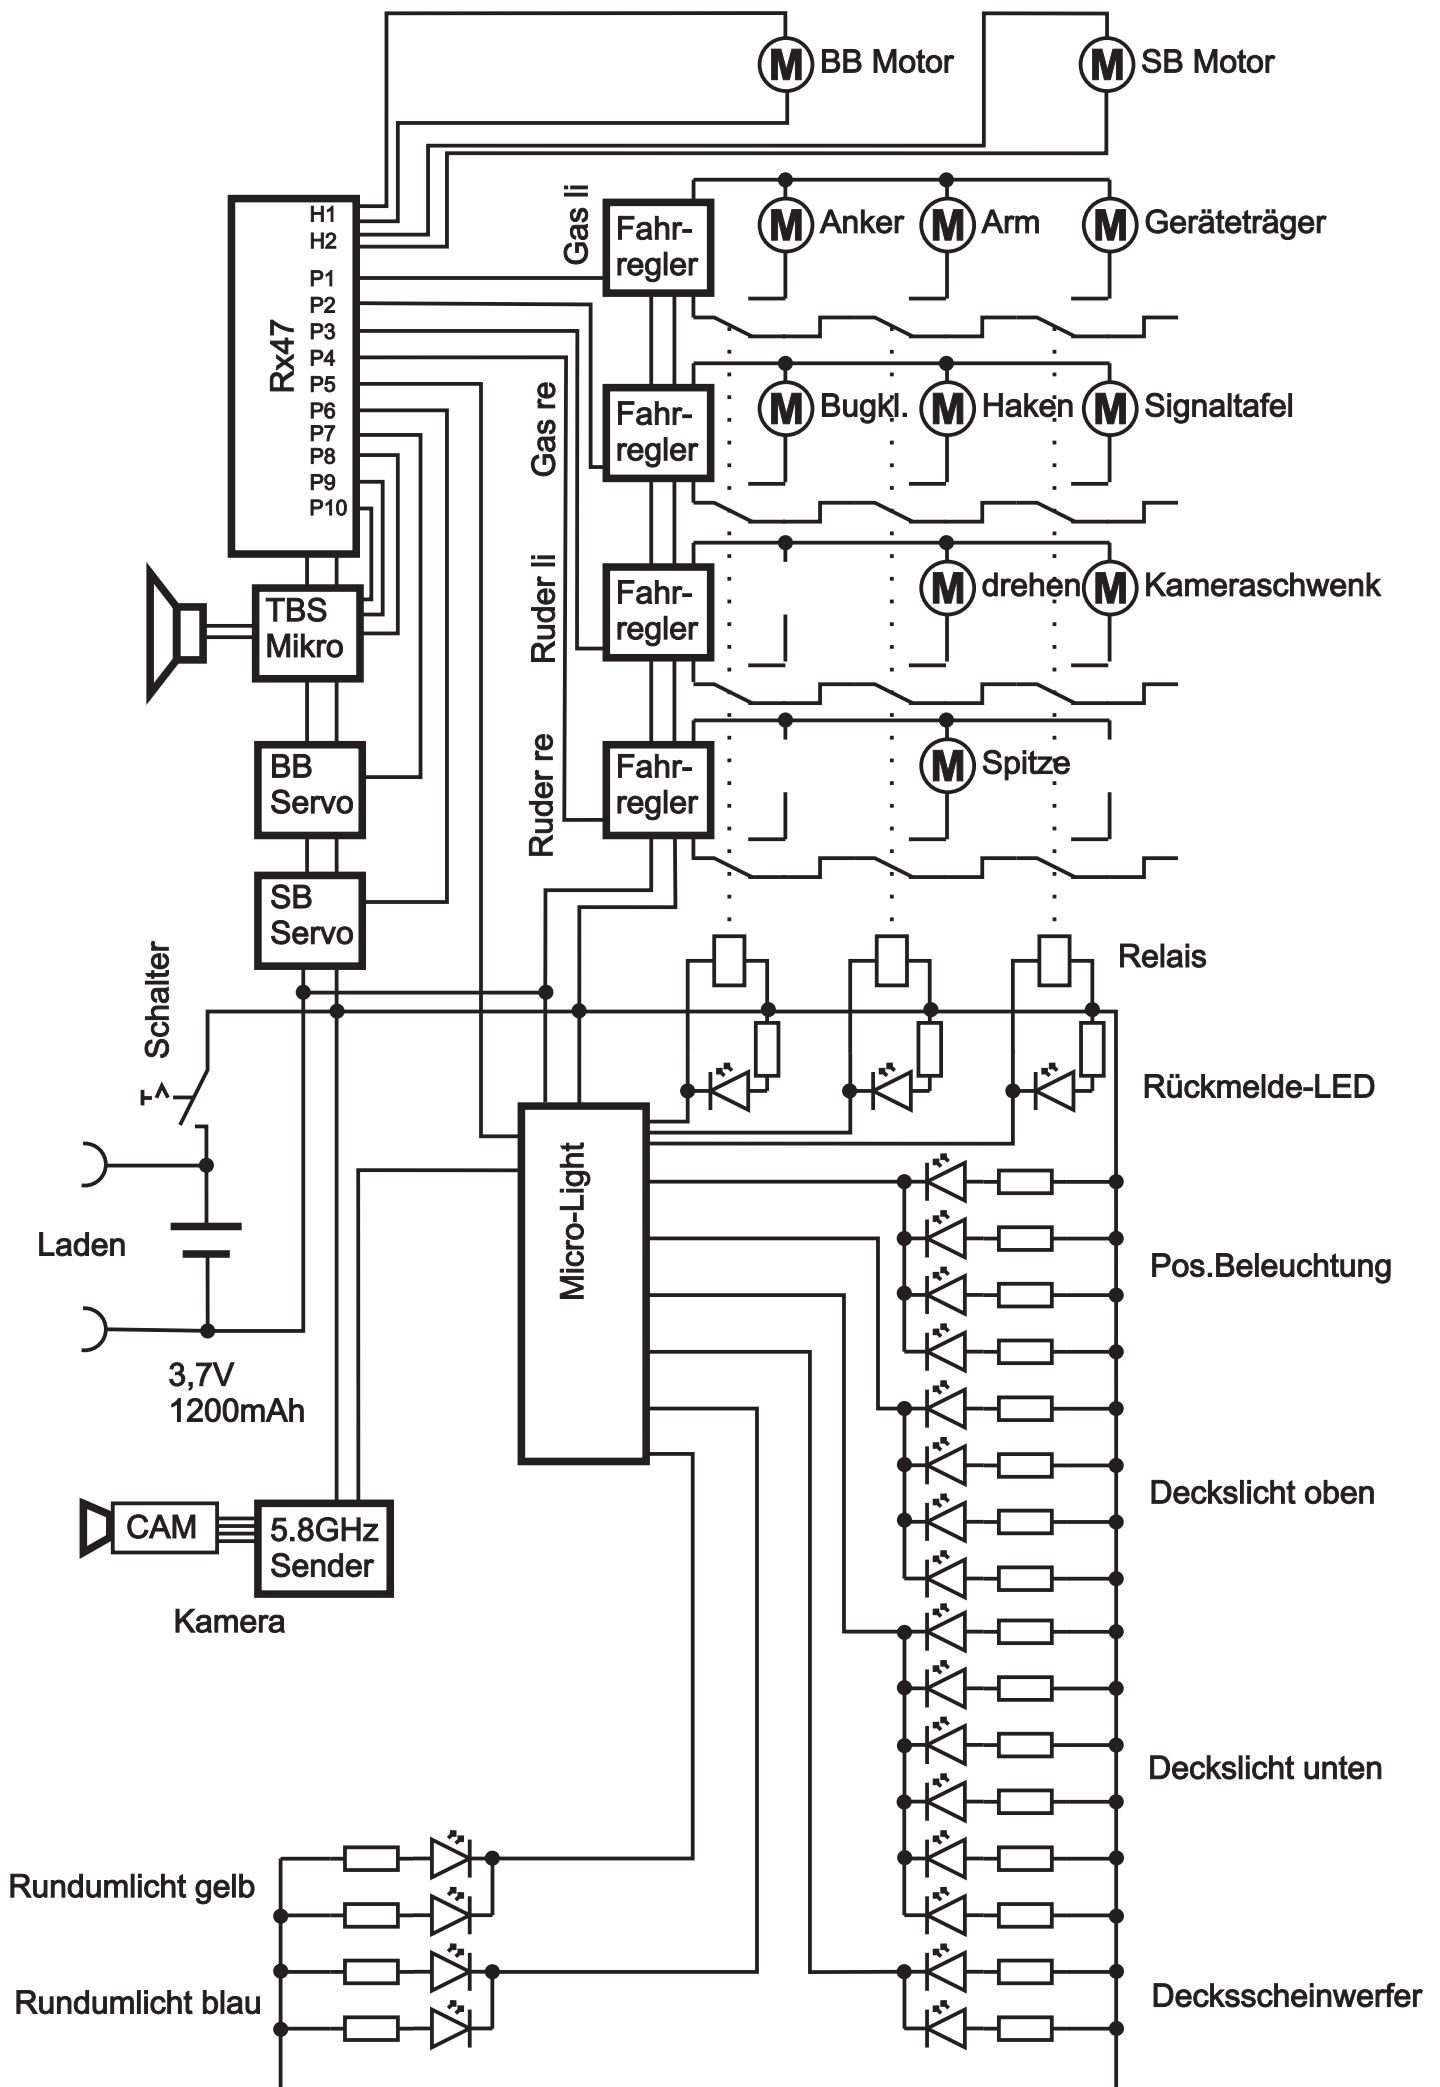 M BB Motor
M SB Motor
Gas li
Fahr-
regler
M Anker
M Arm
M Geräteträger
Rx47
H1
H2
P1
P2
P3
P4
P5
P6
P7
P8
P9
P10
Gas re
Fahr-
regler
M Bugkl.
M Haken
M Signaltafel
TBS
Mikro
Ruder li
Fahr-
regler
M drehen
M Kameraschwenk
BB
Servo
Ruder re
Fahr-
regler
M Spitze
SB
Servo
Schalter
Relais
Rückmelde-LED
Micro-Light
Laden
3,7V
1200mAh
Pos.Beleuchtung
Deckslicht oben
CAM
5.8GHz
Sender
Kamera
Deckslicht unten
Rundumlicht gelb
Rundumlicht blau
Decksscheinwerfer